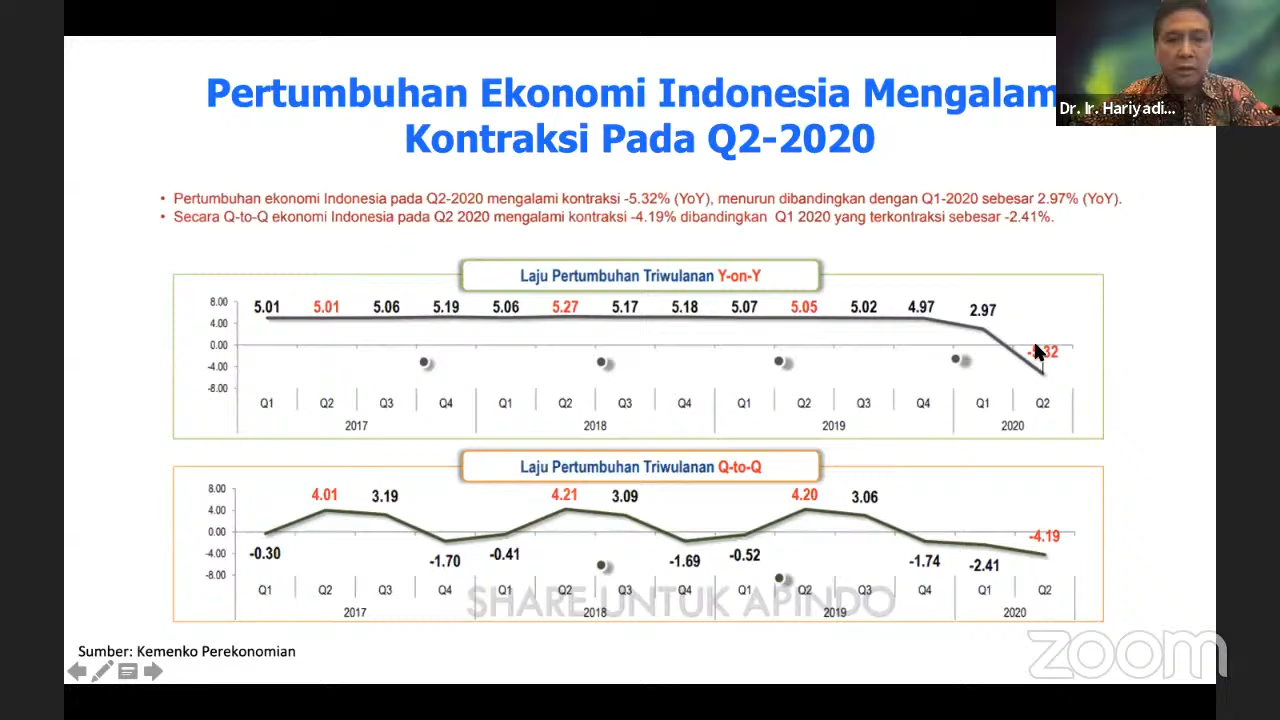 Pertumbuhan Ekonomi Indonesia Mengalam
Kontraksi Pada Q2-2020
Dr. Ir. Hariyadi...
• Pertumbuhan ekonomi Indonesia pada Q2-2020 mengalami kontraksi -5.32% (YoY), menurun dibandingkan dengan Q1-2020 sebesar 2.97% (YoY).
• Secara Q-to-Q ekonomi Indonesia pada Q2 2020 mengalami kontraksi -4.19% dibandingkan Q1 2020 yang terkontraksi sebesar -2.41%.
Laju Pertumbuhan Triwulanan Y-on-Y
8.00
4.00
0.00
-4.00
-8.00
5.01 5.01 5.06 5.19 5.06 5.27 5.17 5.18 5.07 5.05 5.02 4.97 2.97
Q1 Q2 Q3 Q4 Q1 Q2 Q3 Q4 Q1 Q2 Q3 Q4 Q1 Q2
2017 2018 2019 2020
Laju Pertumbuhan Triwulanan Q-to-Q
8.00
4.00
0.00
-4.00
-8.00
4.01 3.19 4.21 3.09 4.20 3.06 -4.19
-0.30 -1.70 -0.41 -1.69 -0.52 -1.74 -2.41
Q1 Q2 Q3 Q4 Q1 Q2 Q3 Q4 Q1 Q2 Q3 Q4 Q1 Q2
2017 2018 2019 2020
SHARE UNTUK APINDO
Sumber: Kemenko Perekonomian
zoom